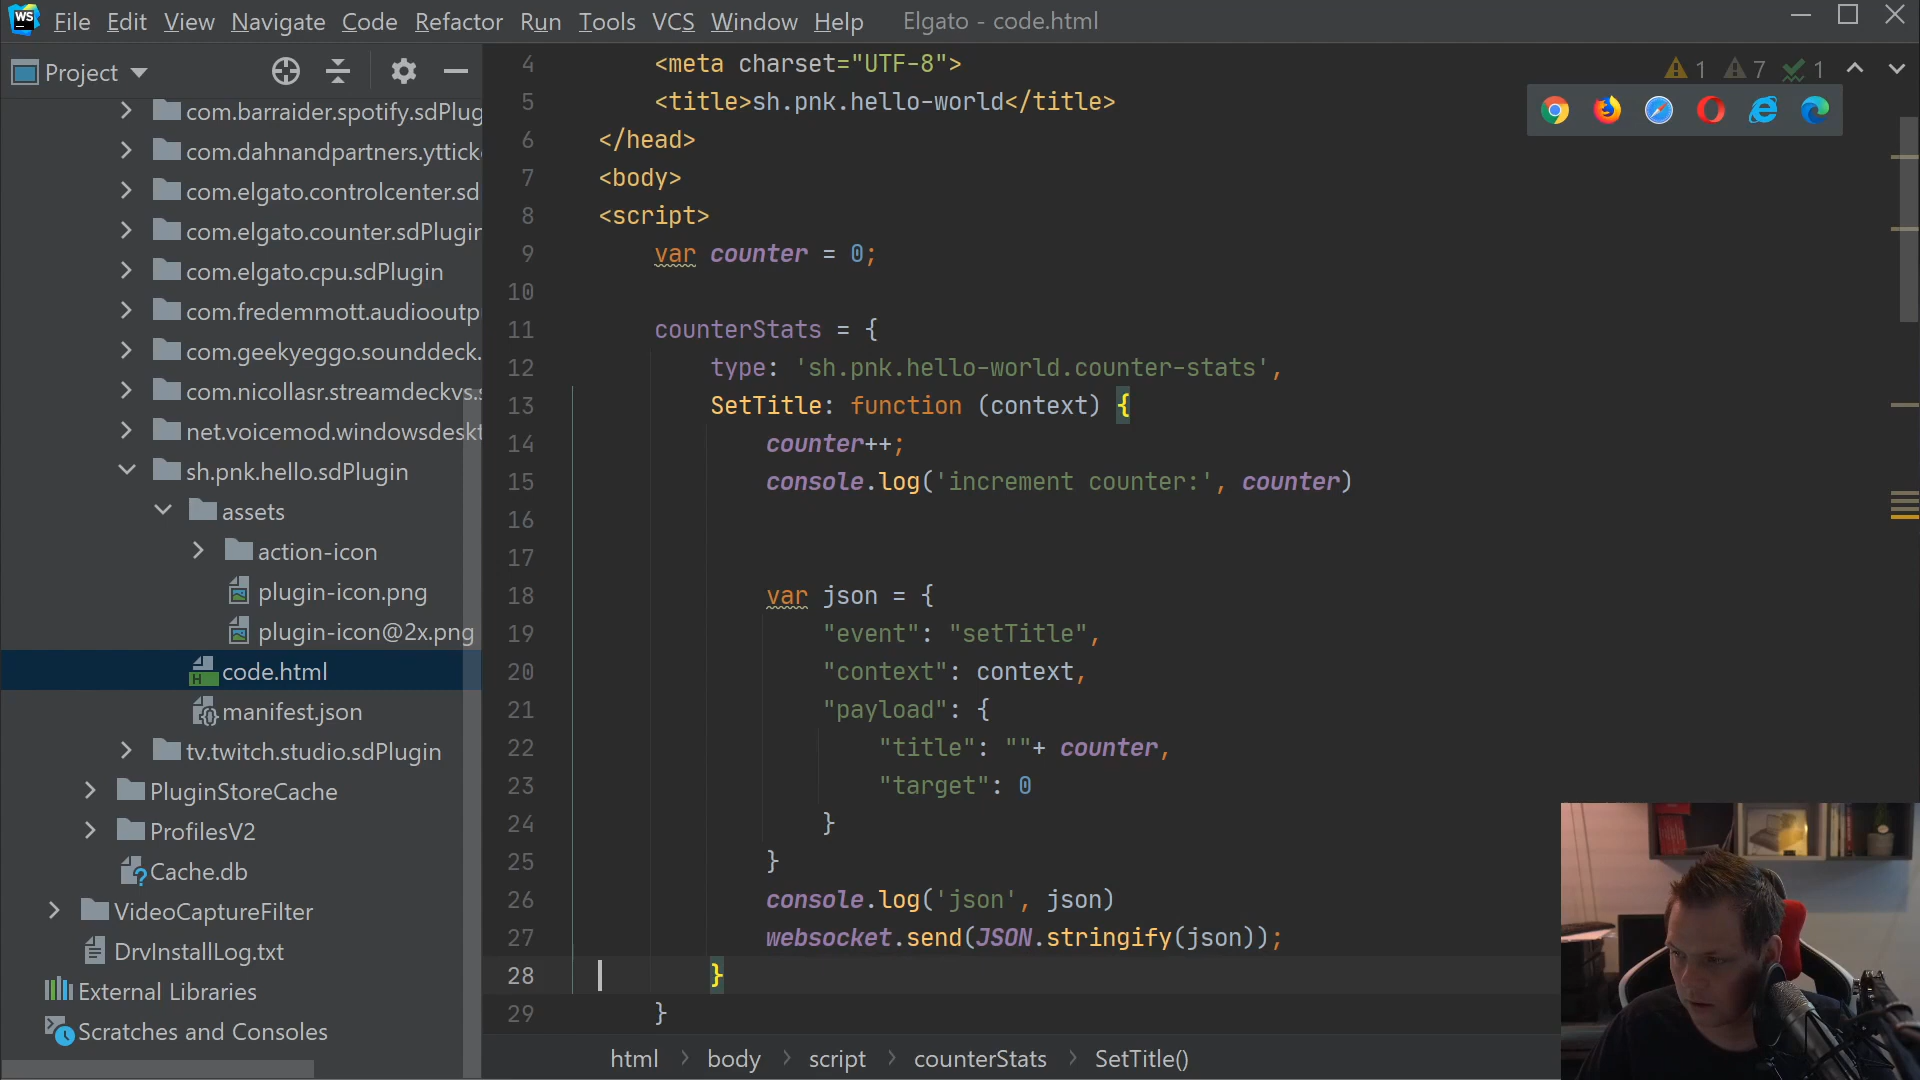 WS File Edit View Navigate Code Refactor Run Tools VCS Window Help Elgato - code.html
Project
com.barraider.spotify.sdPlug
com.dahnandpartners.yttick
com.elgato.controlcenter.sd
com.elgato.counter.sdPlugin
com.elgato.cpu.sdPlugin
com.fredemmott.audiooutp
com.geekyeggo.sounddeck.
com.nicollasr.streamdeckvs.s
net.voicemod.windowsdeskt
sh.pnk.hello.sdPlugin
assets
action-icon
plugin-icon.png
plugin-icon@2x.png
code.html
manifest.json
tv.twitch.studio.sdPlugin
PluginStoreCache
ProfilesV2
Cache.db
VideoCaptureFilter
DrvInstallLog.txt
External Libraries
Scratches and Consoles
1 7 1
4 <meta charset="UTF-8">
5 <title>sh.pnk.hello-world</title>
6 </head>
7 <body>
8 <script>
9 var counter = 0;
10
11 counterStats = {
12 type: 'sh.pnk.hello-world.counter-stats',
13 SetTitle: function (context) {
14 counter++;
15 console.log('increment counter:', counter)
16
17
18 var json = {
19 "event": "setTitle",
20 "context": context,
21 "payload": {
22 "title": ""+ counter,
23 "target": 0
24 }
25 }
26 console.log('json', json)
27 websocket.send(JSON.stringify(json));
28 }
29 }
html body script counterStats SetTitle()